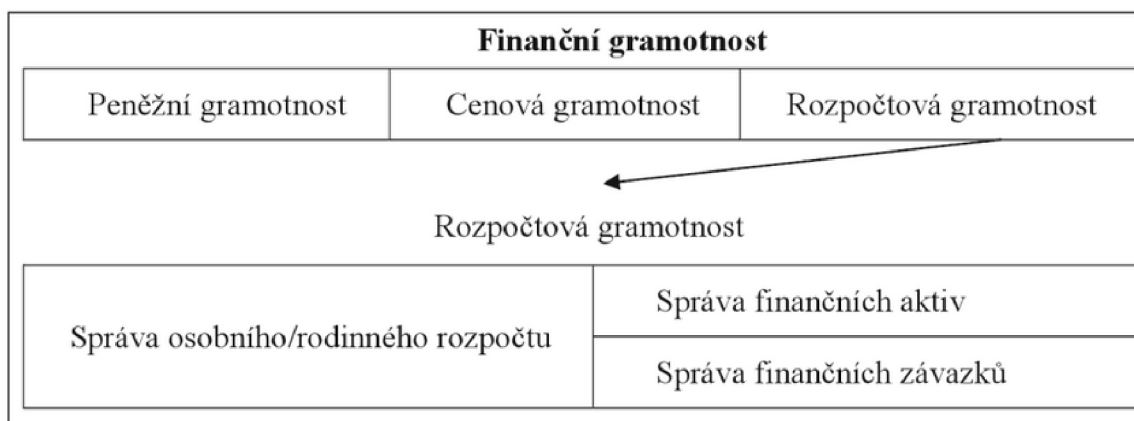 Finanční gramotnost
Peněžní gramotnost
Cenová gramotnost
Rozpočtová gramotnost
Rozpočtová gramotnost
Správa osobního/rodinného rozpočtu
Správa finančních aktiv
Správa finančních závazků